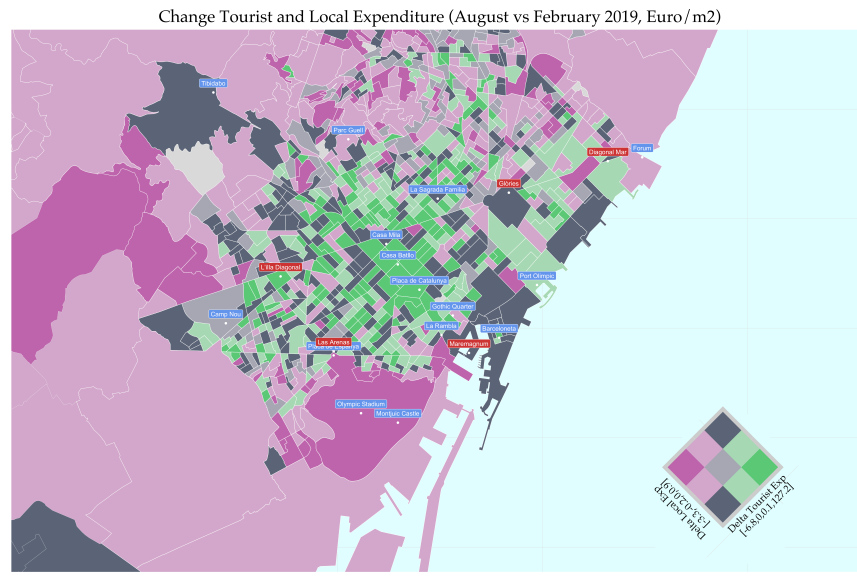 Change Tourist and Local Expenditure (August vs February 2019, Euro/m2)
Tibidabo
Parc Guell
Forum
Diagonal Mar
Glòries
La Sagrada Família
Casa Mila
Casa Batllo
L'illa Diagonal
Placa de Catalunya
Port Olimpic
Gothic Quarter
Camp Nou
La Rambla
Barceloneta
Las Arenas
Maremagnum
Olympic Stadium
Montjuic Castle
Delta Local Exp
[-3.3,-0.2,0,0.9]
Delta Tourist Exp
[-6.8,0,0.1,127.2]